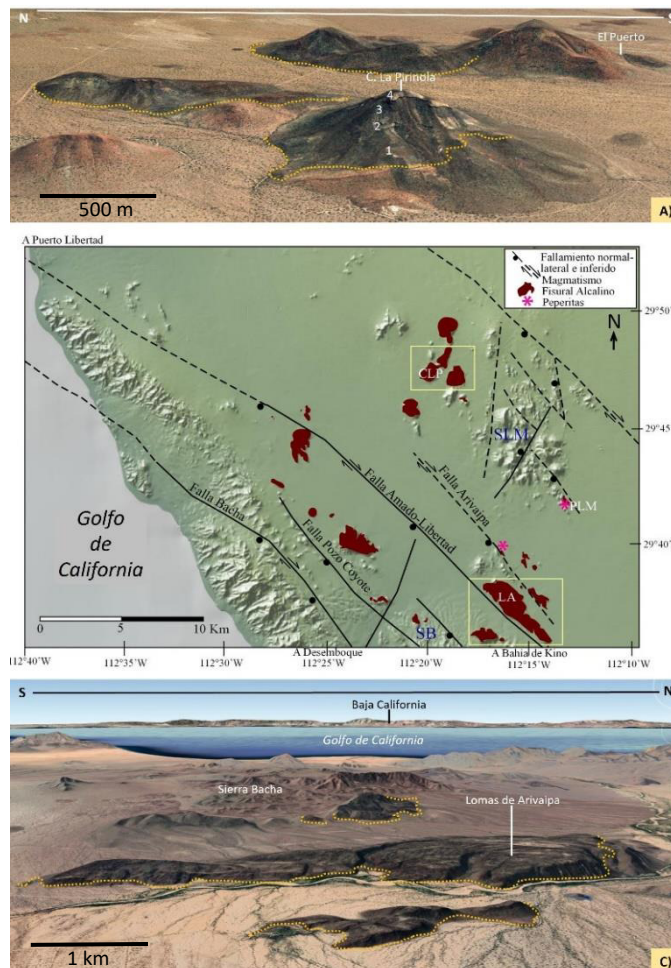 N
S
El Puerto
C. La Pirinola
4
3
2
1
500 m
A)
A Puerto Libertad
Fallamiento normal-
lateral e inferido
Magmatismo
Fisural Alcalino
Peperitas
N
29°50'
CLP
29°45'
SLM
Falla Bacha
Falla Pozo Coyote
Falla Amado-Libertad
Falla Arivaipa
PLM
Golfo
de
California
29°40'
LA
0 5 10 Km
SB
A Desemboque
A Bahia de Kino
112°40' 112°35' 112°30' 112°25' 112°20' 112°15' 112°10'
S
N
Baja California
Golfo de California
Sierra Bacha
Lomas de Arivaipa
1 km
C)